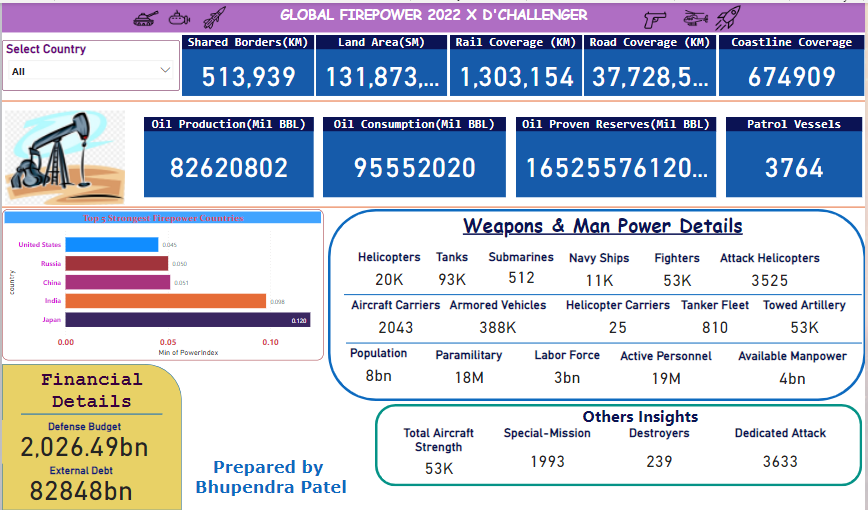 GLOBAL FIREPOWER 2022 X D'CHALLENGER
Select Country
All
Shared Borders(KM)
513,939
Land Area(SM)
131,873,...
Rail Coverage (KM)
1,303,154
Road Coverage (KM)
37,728,5...
Coastline Coverage
674909
Oil Production(Mil BBL)
82620802
Oil Consumption(Mil BBL)
95552020
Oil Proven Reserves(Mil BBL)
16525576120...
Patrol Vessels
3764
Top 5 Strongest Firepower Countries
country
United States
0.045
Russia
0.050
China
0.051
India
0.098
Japan
0.120
0.00 0.05 0.10
Min of PowerIndex
Weapons & Man Power Details
Helicopters Tanks Submarines Navy Ships Fighters Attack Helicopters
20K 93K 512 11K 53K 3525
Aircraft Carriers Armored Vehicles Helicopter Carriers Tanker Fleet Towed Artillery
2043 388K 25 810 53K
Population Paramilitary Labor Force Active Personnel Available Manpower
8bn 18M 3bn 19M 4bn
Financial
Details
Defense Budget
2,026.49bn
External Debt
82848bn
Prepared by
Bhupendra Patel
Others Insights
Total Aircraft
Strength
53K
Special-Mission
1993
Destroyers
239
Dedicated Attack
3633